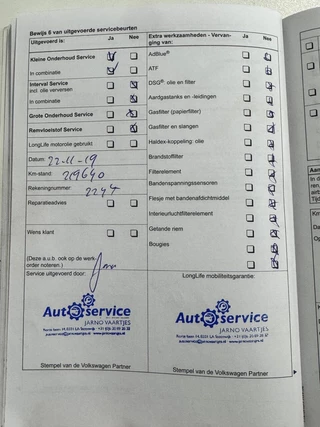 Bewijs 6 van uitgevoerde servicebeurten
Uitgevoerd is: Ja Nee
Kleine Onderhoud Service
In combinatie
Interval Service
incl. olie verversen
In combinatie
Grote Onderhoud Service
Remvloeistof Service
LongLife motorolie gebruikt
Datum: 22-11-19
Km-stand: 219640
Rekeningnummer: 2244
Reparatieadvies
Wens klant
(Deze a.u.b. ook op de werk-
order noteren.)
Service uitgevoerd door:
Autoservice
JARNO VAARTJES
Stempel van de Volkswagen Partner
Extra werkzaamheden - Vervan-
ging van: Ja Nee
AdBlue®
ATF
DSG® olie en filter
Aardgastanks en -leidingen
Gasfilter (papierfilter)
Gasfilter en slangen
Haldex-koppeling: olie
Brandstoffilter
Filterelement
Bandenspanningssensoren
Flesje met bandenafdichtmiddel
Interieurluchtfilterelement
Getande riem
Bougies
LongLife mobiliteitsgarantie:
Autoservice
JARNO VAARTJES
Stempel van de Volkswagen Partner